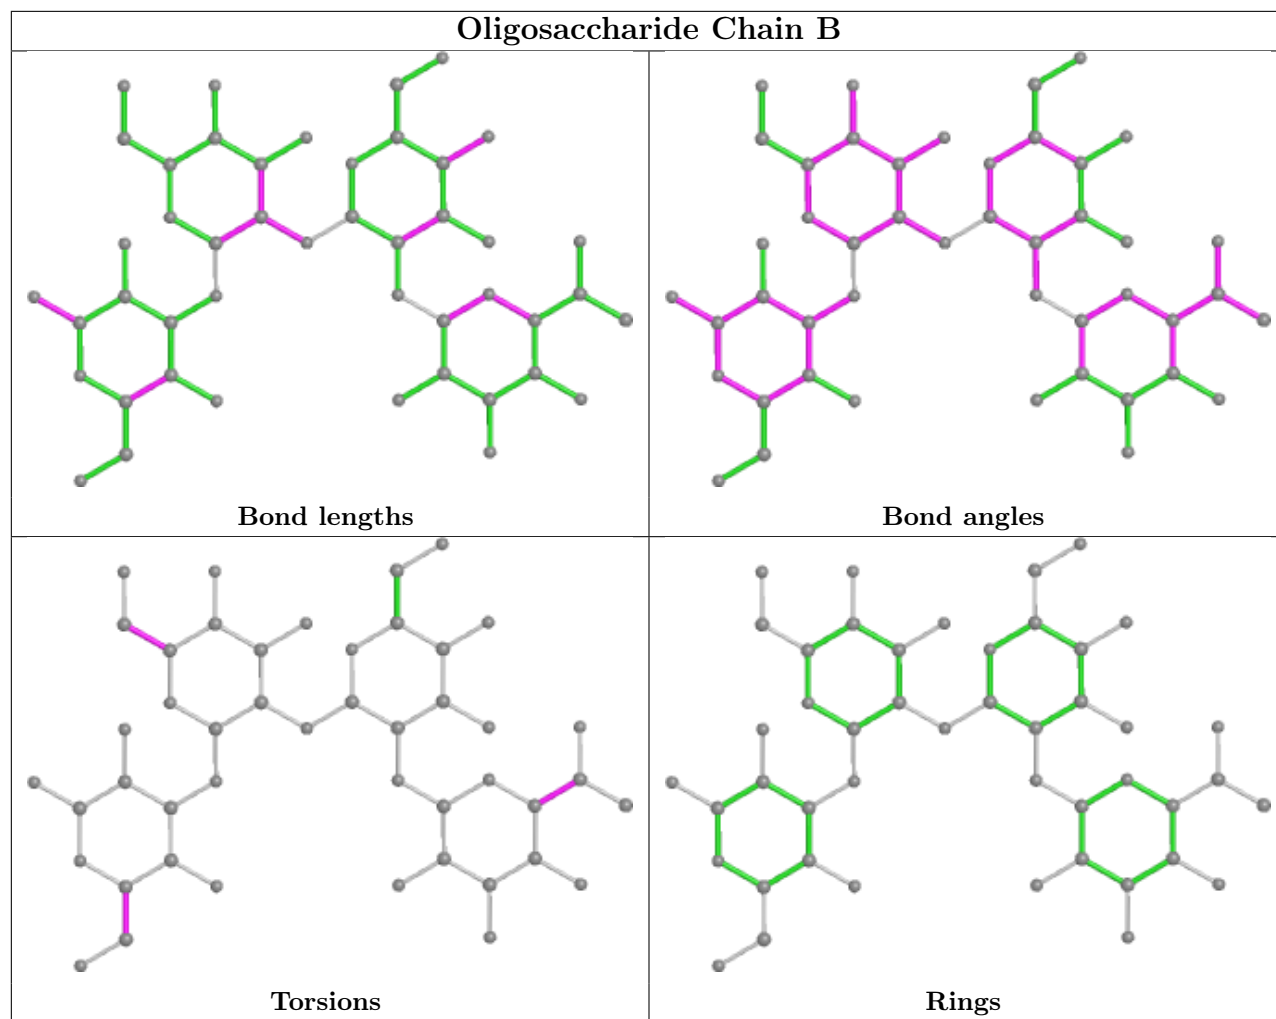 Oligosaccharide Chain B
Bond lengths
Bond angles
Torsions
Rings